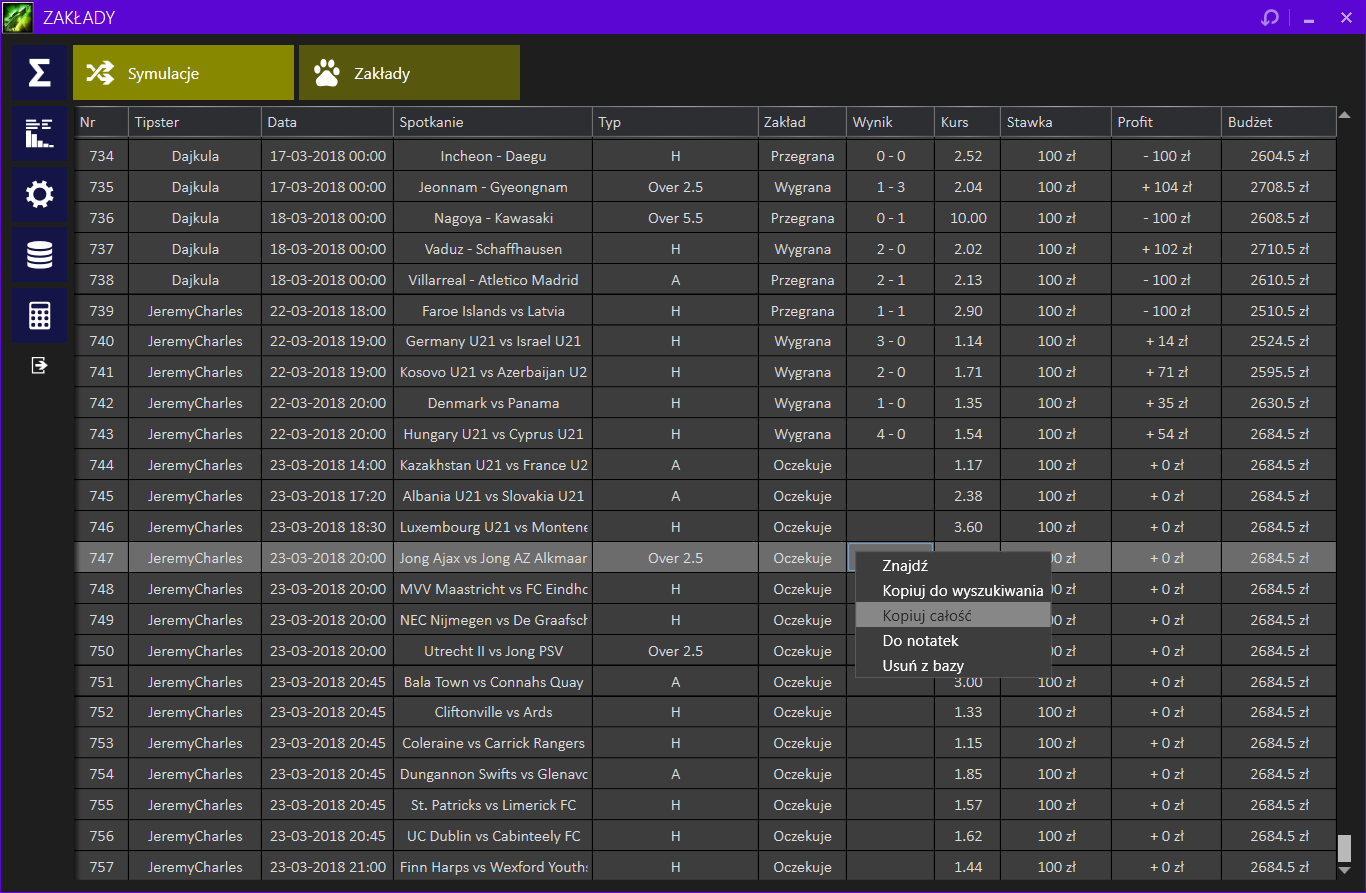 ZAKŁADY
Symulacje Zakłady
Nr Tipster Data Spotkanie Typ Zakład Wynik Kurs Stawka Profit Budżet
734 Dajkula 17-03-2018 00:00 Incheon - Daegu H Przegrana 0 - 0 2.52 100 zł - 100 zł 2604.5 zł
735 Dajkula 17-03-2018 00:00 Jeonnam - Gyeongnam Over 2.5 Wygrana 1 - 3 2.04 100 zł + 104 zł 2708.5 zł
736 Dajkula 18-03-2018 00:00 Nagoya - Kawasaki Over 5.5 Przegrana 0 - 1 10.00 100 zł - 100 zł 2608.5 zł
737 Dajkula 18-03-2018 00:00 Vaduz - Schaffhausen H Wygrana 2 - 0 2.02 100 zł + 102 zł 2710.5 zł
738 Dajkula 18-03-2018 00:00 Villarreal - Atletico Madrid A Przegrana 2 - 1 2.13 100 zł - 100 zł 2610.5 zł
739 JeremyCharles 22-03-2018 18:00 Faroe Islands vs Latvia H Przegrana 1 - 1 2.90 100 zł - 100 zł 2510.5 zł
740 JeremyCharles 22-03-2018 19:00 Germany U21 vs Israel U21 H Wygrana 3 - 0 1.14 100 zł + 14 zł 2524.5 zł
741 JeremyCharles 22-03-2018 19:00 Kosovo U21 vs Azerbaijan U2 H Wygrana 2 - 0 1.71 100 zł + 71 zł 2595.5 zł
742 JeremyCharles 22-03-2018 20:00 Denmark vs Panama H Wygrana 1 - 0 1.35 100 zł + 35 zł 2630.5 zł
743 JeremyCharles 22-03-2018 20:00 Hungary U21 vs Cyprus U21 H Wygrana 4 - 0 1.54 100 zł + 54 zł 2684.5 zł
744 JeremyCharles 23-03-2018 14:00 Kazakhstan U21 vs France U2 A Oczekuje 1.17 100 zł + 0 zł 2684.5 zł
745 JeremyCharles 23-03-2018 17:20 Albania U21 vs Slovakia U21 A Oczekuje 2.38 100 zł + 0 zł 2684.5 zł
746 JeremyCharles 23-03-2018 18:30 Luxembourg U21 vs Montene H Oczekuje 3.60 100 zł + 0 zł 2684.5 zł
747 JeremyCharles 23-03-2018 20:00 Jong Ajax vs Jong AZ Alkmaar Over 2.5 Oczekuje 00 zł + 0 zł 2684.5 zł
Znajdź
Kopiuj do wyszukiwania
Kopiuj całość
Do notatek
Usuń z bazy
748 JeremyCharles 23-03-2018 20:00 MVV Maastricht vs FC Eindho H Oczekuje 00 zł + 0 zł 2684.5 zł
749 JeremyCharles 23-03-2018 20:00 NEC Nijmegen vs De Graafsch H Oczekuje 00 zł + 0 zł 2684.5 zł
750 JeremyCharles 23-03-2018 20:00 Utrecht II vs Jong PSV Over 2.5 Oczekuje 00 zł + 0 zł 2684.5 zł
751 JeremyCharles 23-03-2018 20:45 Bala Town vs Connahs Quay A Oczekuje 3.00 100 zł + 0 zł 2684.5 zł
752 JeremyCharles 23-03-2018 20:45 Cliftonville vs Ards H Oczekuje 1.33 100 zł + 0 zł 2684.5 zł
753 JeremyCharles 23-03-2018 20:45 Coleraine vs Carrick Rangers H Oczekuje 1.15 100 zł + 0 zł 2684.5 zł
754 JeremyCharles 23-03-2018 20:45 Dungannon Swifts vs Glenavo A Oczekuje 1.85 100 zł + 0 zł 2684.5 zł
755 JeremyCharles 23-03-2018 20:45 St. Patricks vs Limerick FC H Oczekuje 1.57 100 zł + 0 zł 2684.5 zł
756 JeremyCharles 23-03-2018 20:45 UC Dublin vs Cabinteely FC H Oczekuje 1.62 100 zł + 0 zł 2684.5 zł
757 JeremyCharles 23-03-2018 21:00 Finn Harps vs Wexford Youths H Oczekuje 1.44 100 zł + 0 zł 2684.5 zł